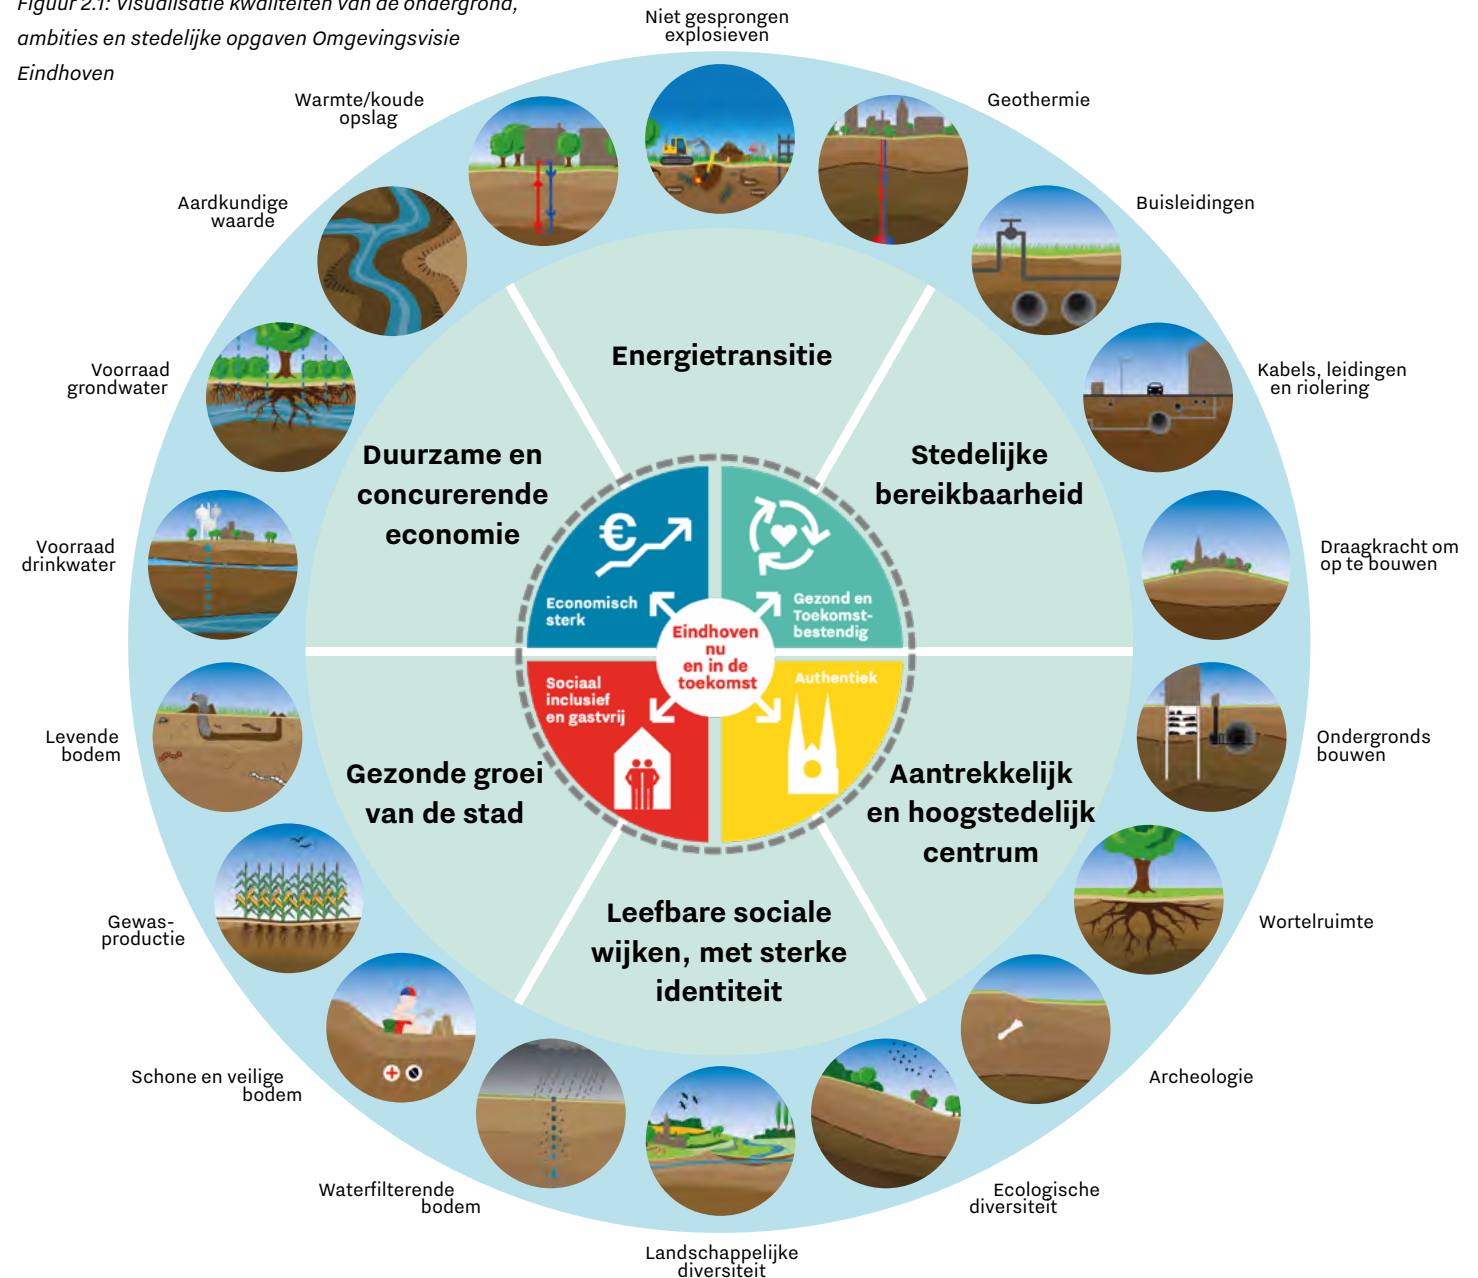 Figuur 2.1: Visualisatie kwaliteiten van de ondergrond,
ambities en stedelijke opgaven Omgevingsvisie
Eindhoven
Niet gesprongen
explosieven
Geothermie
Buisleidingen
Kabels, leidingen
en riolering
Draagkracht om
op te bouwen
Ondergronds
bouwen
Wortelruimte
Archeologie
Ecologische
diversiteit
Landschappelijke
diversiteit
Waterfilterende
bodem
Schone en veilige
bodem
Gewas-
productie
Levende
bodem
Voorraad
drinkwater
Voorraad
grondwater
Aardkundige
waarde
Warmte/koude
opslag
Energietransitie
Stedelijke
bereikbaarheid
Aantrekkelijk
en hoogstedelijk
centrum
Leefbare sociale
wijken, met sterke
identiteit
Gezonde groei
van de stad
Duurzame en
concurerende
economie
€
Economisch
sterk
Gezond en
Toekomst-
bestendig
Authentiek
Sociaal
inclusief
en gastvrij
Eindhoven
nu
en in de
toekomst